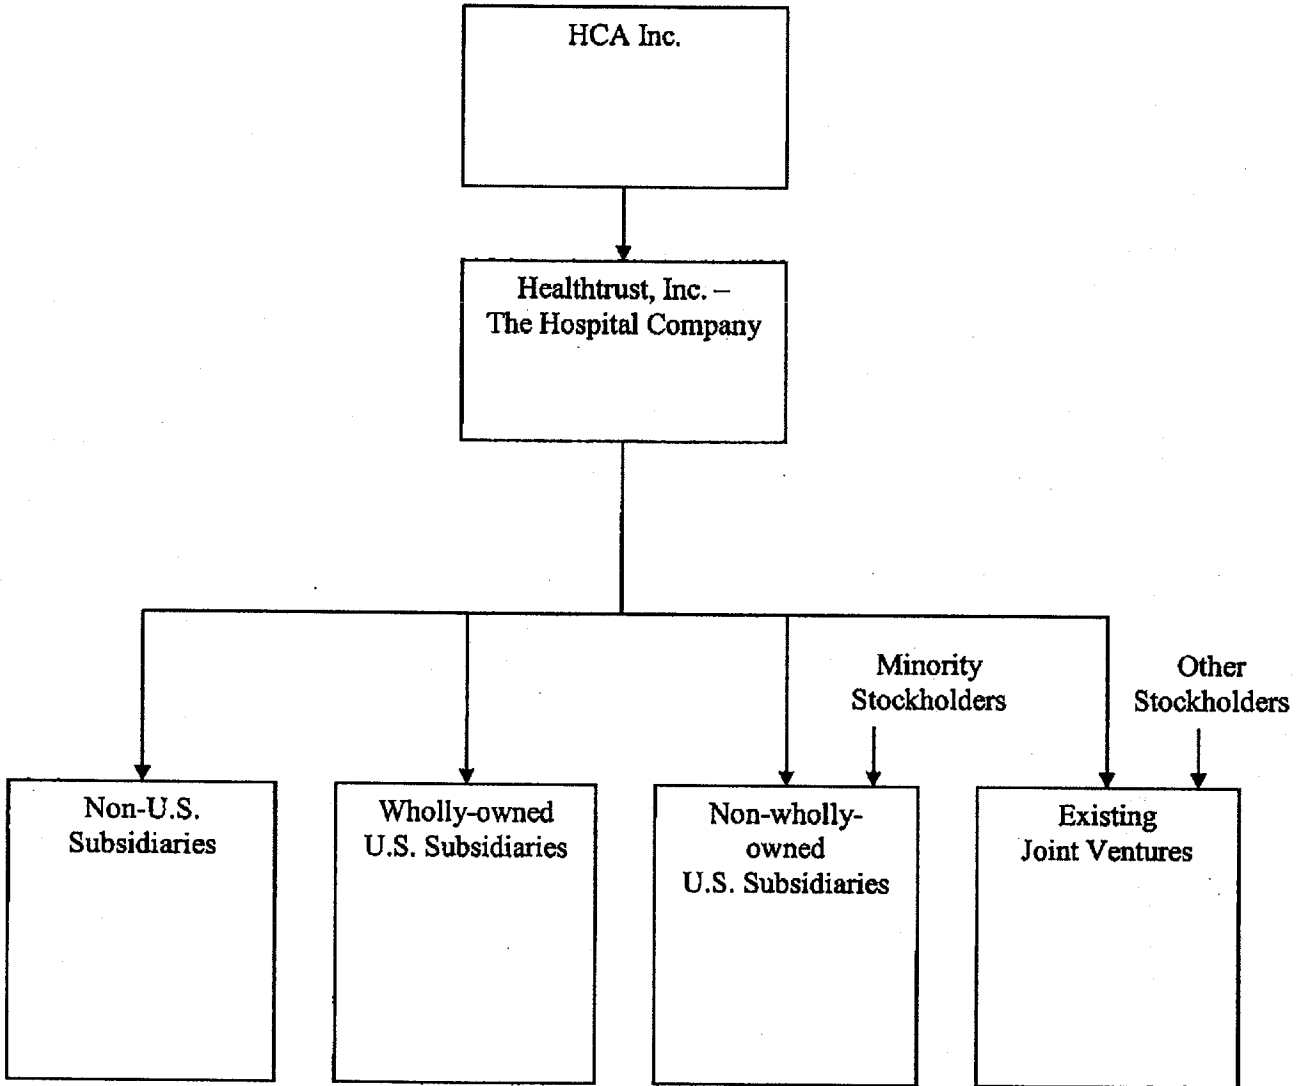 HCA Inc.
Healthtrust, Inc. –
The Hospital Company
Minority
Stockholders
Other
Stockholders
Non-U.S.
Subsidiaries
Wholly-owned
U.S. Subsidiaries
Non-wholly-
owned
U.S. Subsidiaries
Existing
Joint Ventures